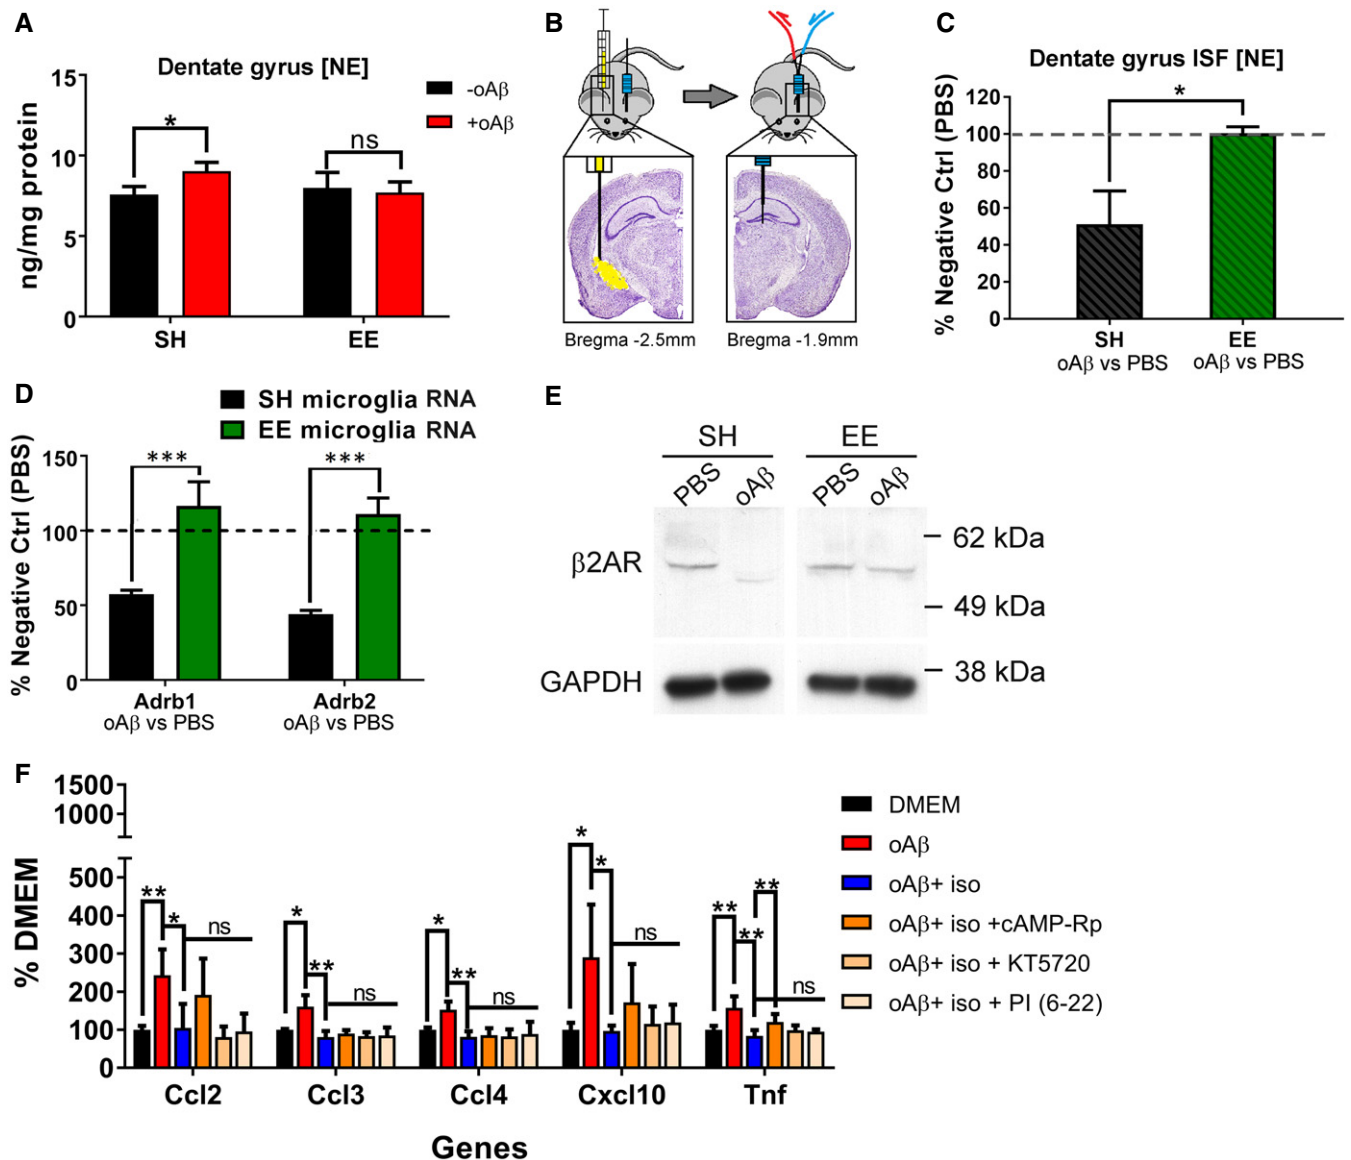 A
Dentate gyrus [NE]
ng/mg protein
15
10
5
0
*
ns
SH
EE
-oAβ
+oAβ
B
Bregma -2.5mm
Bregma -1.9mm
C
Dentate gyrus ISF [NE]
% Negative Ctrl (PBS)
120
100
80
60
40
20
0
*
SH
oAβ vs PBS
EE
oAβ vs PBS
D
SH microglia RNA
EE microglia RNA
% Negative Ctrl (PBS)
150
100
50
0
***
***
Adrb1
oAβ vs PBS
Adrb2
oAβ vs PBS
E
SH
EE
PBS
oAβ
PBS
oAβ
β2AR
GAPDH
62 kDa
49 kDa
38 kDa
F
% DMEM
1500
1000
500
400
300
200
100
0
**
*
ns
*
**
ns
*
**
ns
*
*
ns
**
**
**
ns
Ccl2
Ccl3
Ccl4
Cxcl10
Tnf
Genes
DMEM
oAβ
oAβ+ iso
oAβ+ iso +cAMP-Rp
oAβ+ iso + KT5720
oAβ+ iso + PI (6-22)